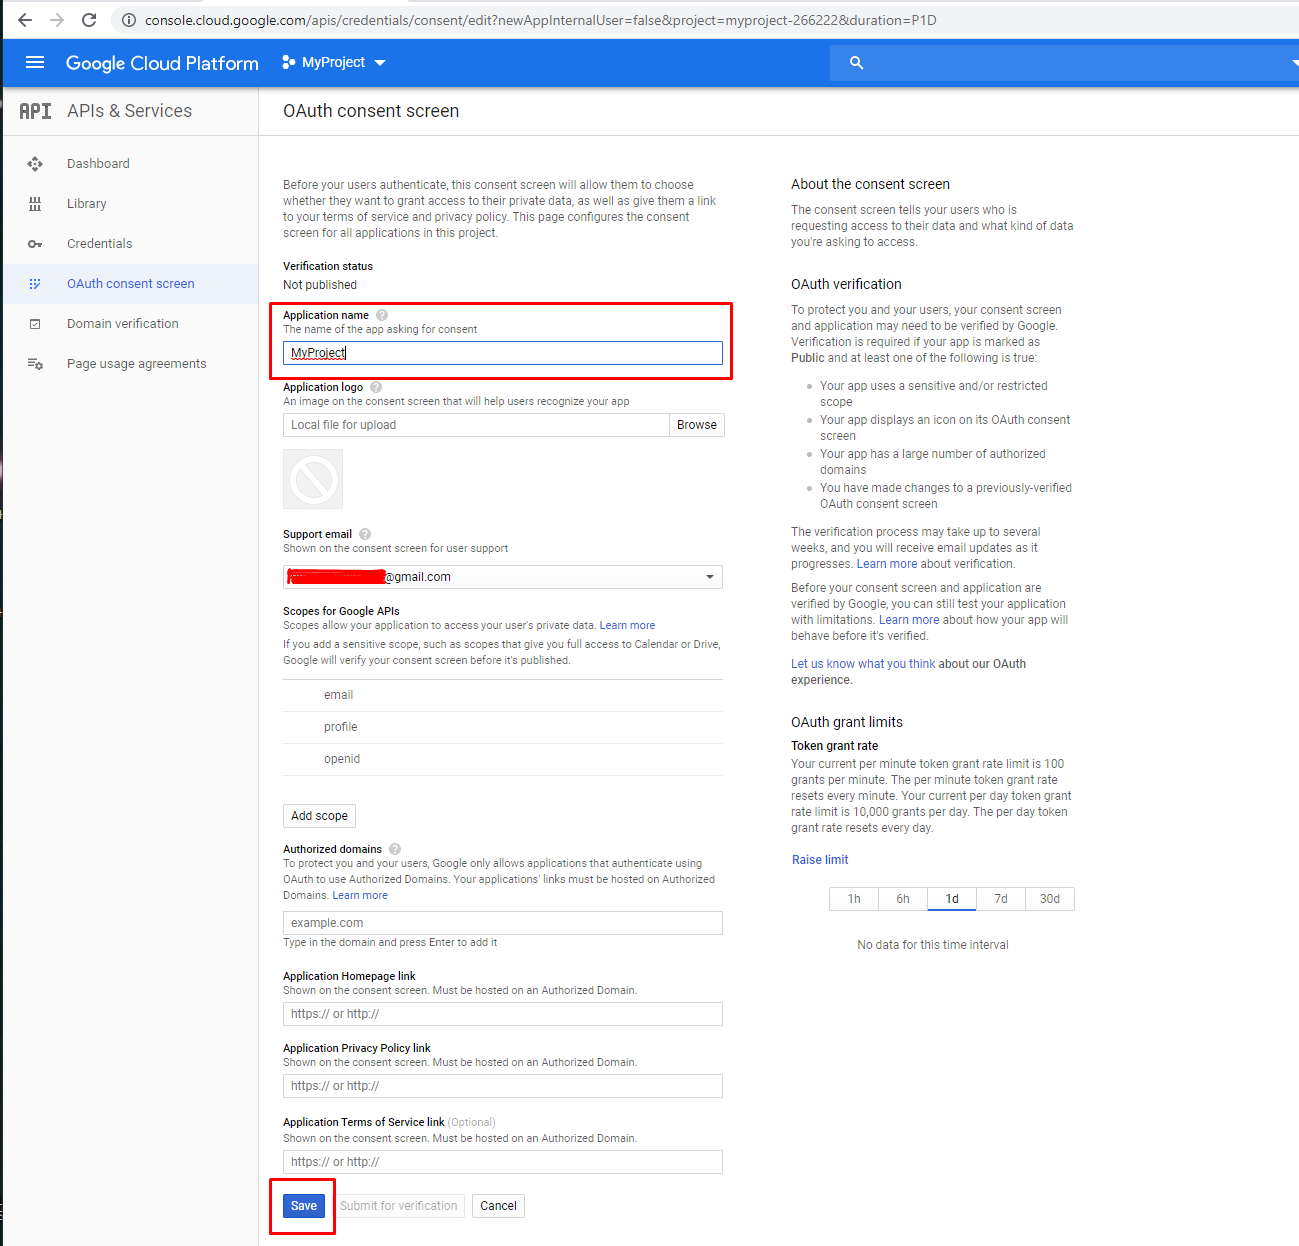 console.cloud.google.com/apis/credentials/consent/edit?newAppInternalUser=false&project=myproject-266222&duration=P1D
Google Cloud Platform
MyProject
API APIs & Services
Dashboard
Library
Credentials
OAuth consent screen
Domain verification
Page usage agreements
OAuth consent screen
Before your users authenticate, this consent screen will allow them to choose
whether they want to grant access to their private data, as well as give them a link
to your terms of service and privacy policy. This page configures the consent
screen for all applications in this project.
Verification status
Not published
Application name ?
The name of the app asking for consent
MyProject
Application logo ?
An image on the consent screen that will help users recognize your app
Local file for upload Browse
Support email ?
Shown on the consent screen for user support
@gmail.com
Scopes for Google APIs
Scopes allow your application to access your user's private data. Learn more
If you add a sensitive scope, such as scopes that give you full access to Calendar or Drive,
Google will verify your consent screen before it's published.
email
profile
openid
Add scope
Authorized domains ?
To protect you and your users, Google only allows applications that authenticate using
OAuth to use Authorized Domains. Your applications' links must be hosted on Authorized
Domains. Learn more
example.com
Type in the domain and press Enter to add it
Application Homepage link
Shown on the consent screen. Must be hosted on an Authorized Domain.
https:// or http://
Application Privacy Policy link
Shown on the consent screen. Must be hosted on an Authorized Domain.
https:// or http://
Application Terms of Service link (Optional)
Shown on the consent screen. Must be hosted on an Authorized Domain.
https:// or http://
Save Submit for verification Cancel
About the consent screen
The consent screen tells your users who is
requesting access to their data and what kind of data
you're asking to access.
OAuth verification
To protect you and your users, your consent screen
and application may need to be verified by Google.
Verification is required if your app is marked as
Public and at least one of the following is true:
Your app uses a sensitive and/or restricted
scope
Your app displays an icon on its OAuth consent
screen
Your app has a large number of authorized
domains
You have made changes to a previously-verified
OAuth consent screen
The verification process may take up to several
weeks, and you will receive email updates as it
progresses. Learn more about verification.
Before your consent screen and application are
verified by Google, you can still test your application
with limitations. Learn more about how your app will
behave before it's verified.
Let us know what you think about our OAuth
experience.
OAuth grant limits
Token grant rate
Your current per minute token grant rate limit is 100
grants per minute. The per minute token grant rate
resets every minute. Your current per day token grant
rate limit is 10,000 grants per day. The per day token
grant rate resets every day.
Raise limit
1h 6h 1d 7d 30d
No data for this time interval